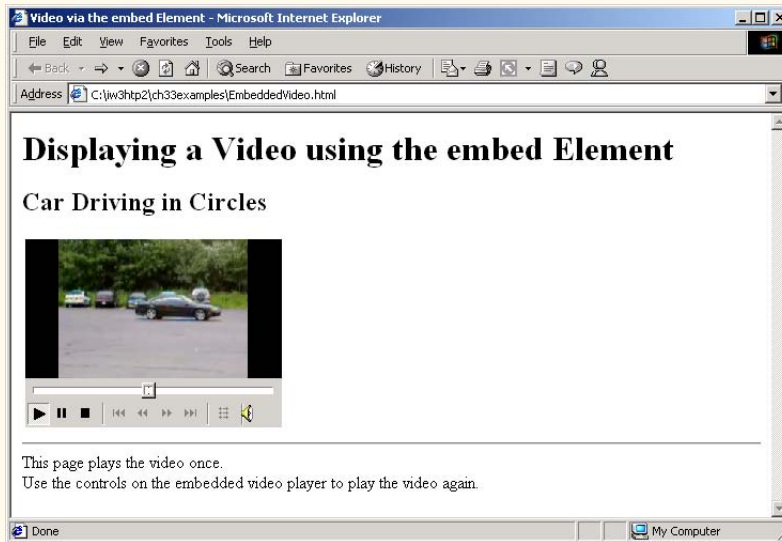 Video via the embed Element - Microsoft Internet Explorer
File Edit View Favorites Tools Help
Back Search Favorites History
Address C:\iw3htp2\ch33examples\EmbeddedVideo.html
Displaying a Video using the embed Element
Car Driving in Circles
This page plays the video once.
Use the controls on the embedded video player to play the video again.
Done My Computer